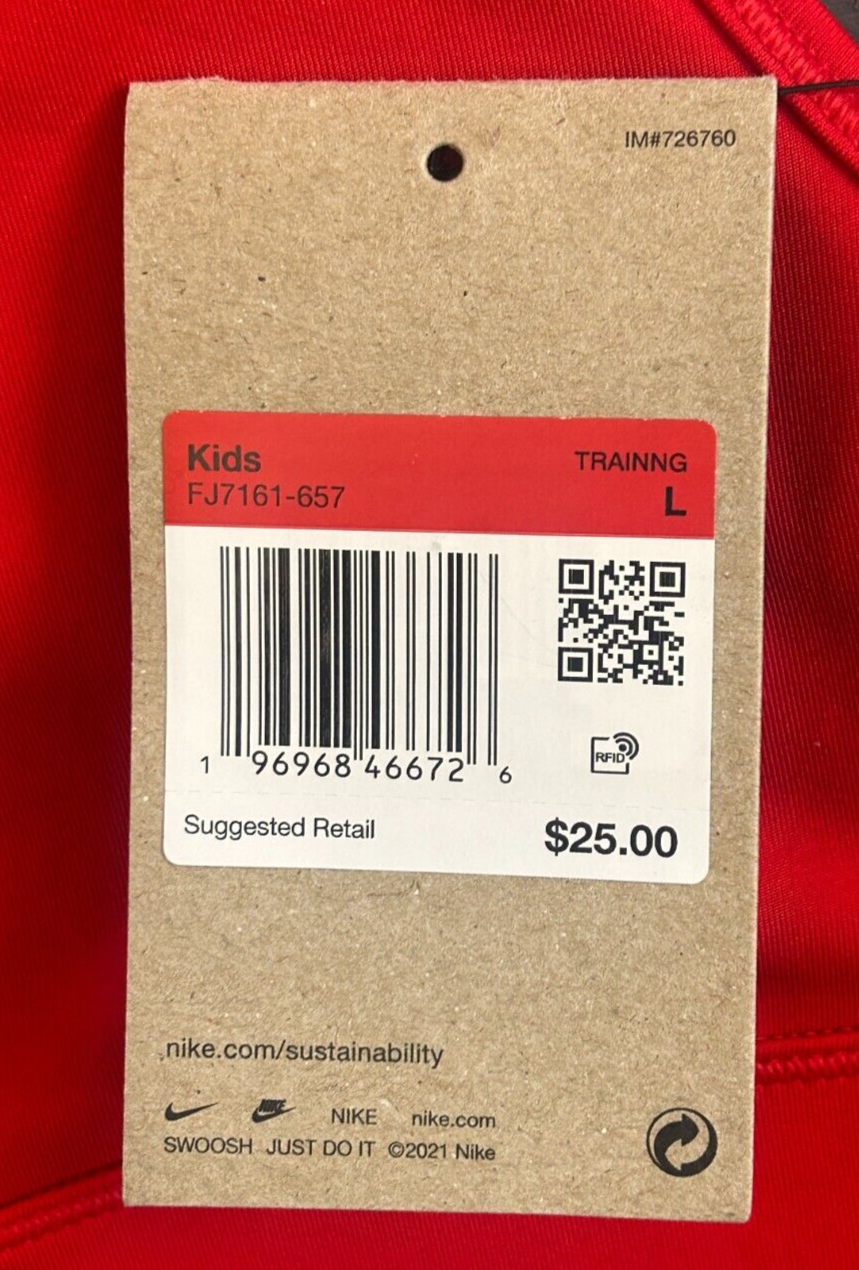 IM#726760
Kids TRAINNG
FJ7161-657 L
1 96968 46672 6
RFID
Suggested Retail $25.00
nike.com/sustainability
NIKE NIKE nike.com
SWOOSH JUST DO IT ©2021 Nike